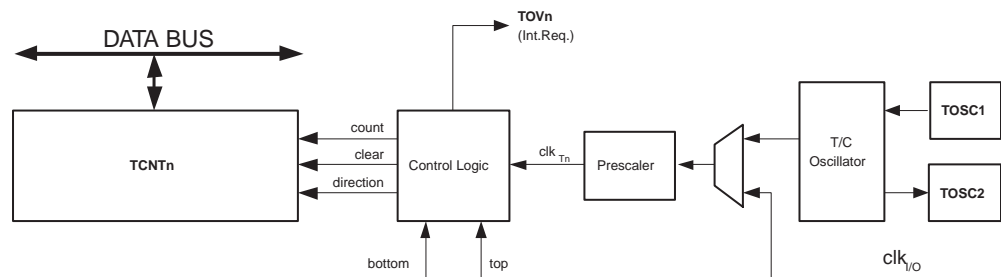 TOVn
(Int.Req.)
DATA BUS
TCNTn
count
clear
direction
Control Logic
clk Tn
Prescaler
T/C
Oscillator
TOSC1
TOSC2
bottom
top
clk I/O